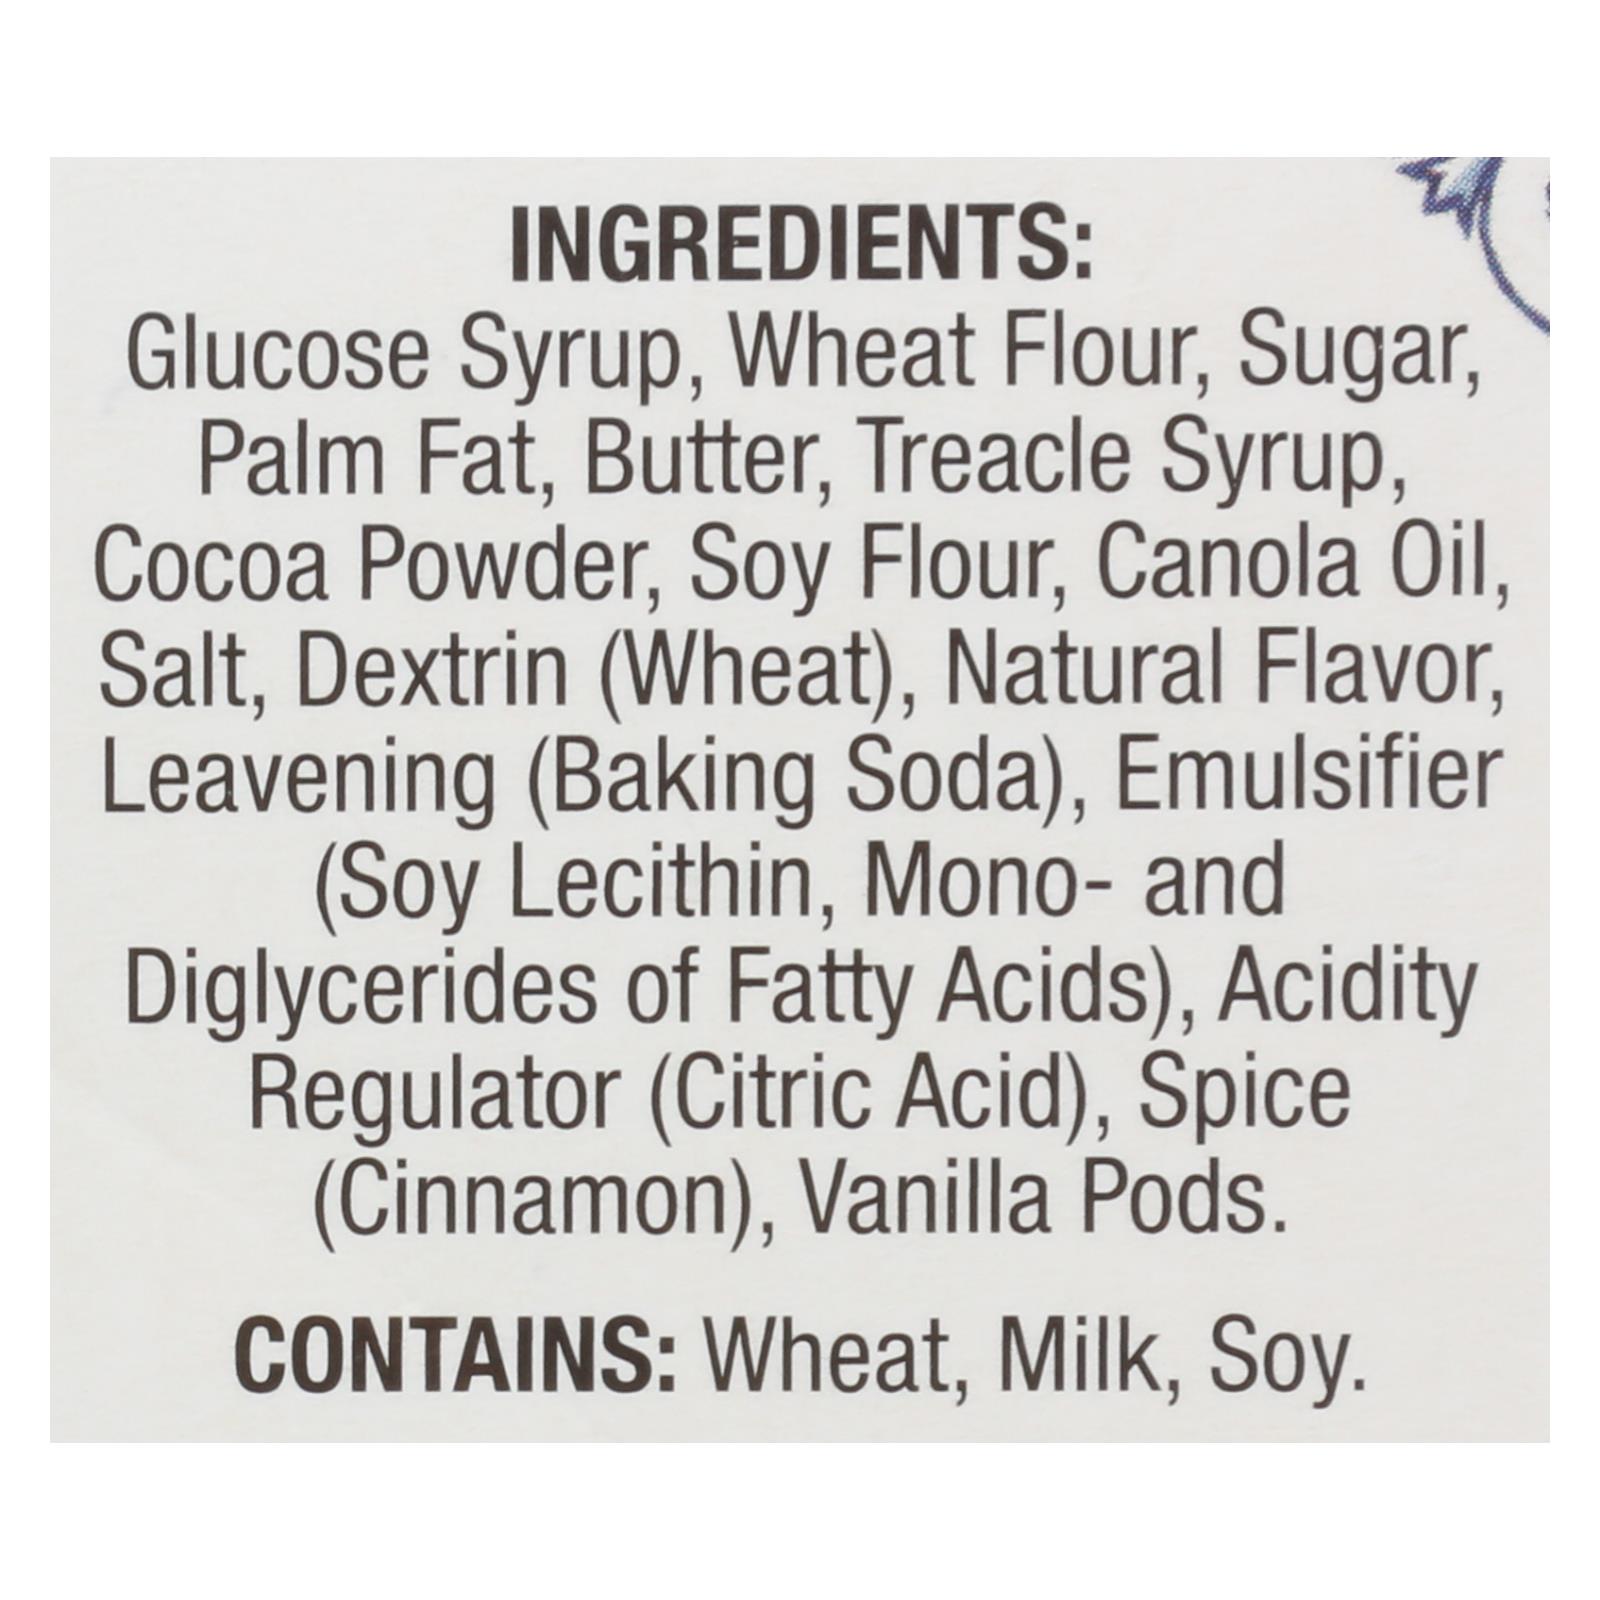 INGREDIENTS:
Glucose Syrup, Wheat Flour, Sugar,
Palm Fat, Butter, Treacle Syrup,
Cocoa Powder, Soy Flour, Canola Oil,
Salt, Dextrin (Wheat), Natural Flavor,
Leavening (Baking Soda), Emulsifier
(Soy Lecithin, Mono- and
Diglycerides of Fatty Acids), Acidity
Regulator (Citric Acid), Spice
(Cinnamon), Vanilla Pods.
CONTAINS: Wheat, Milk, Soy.